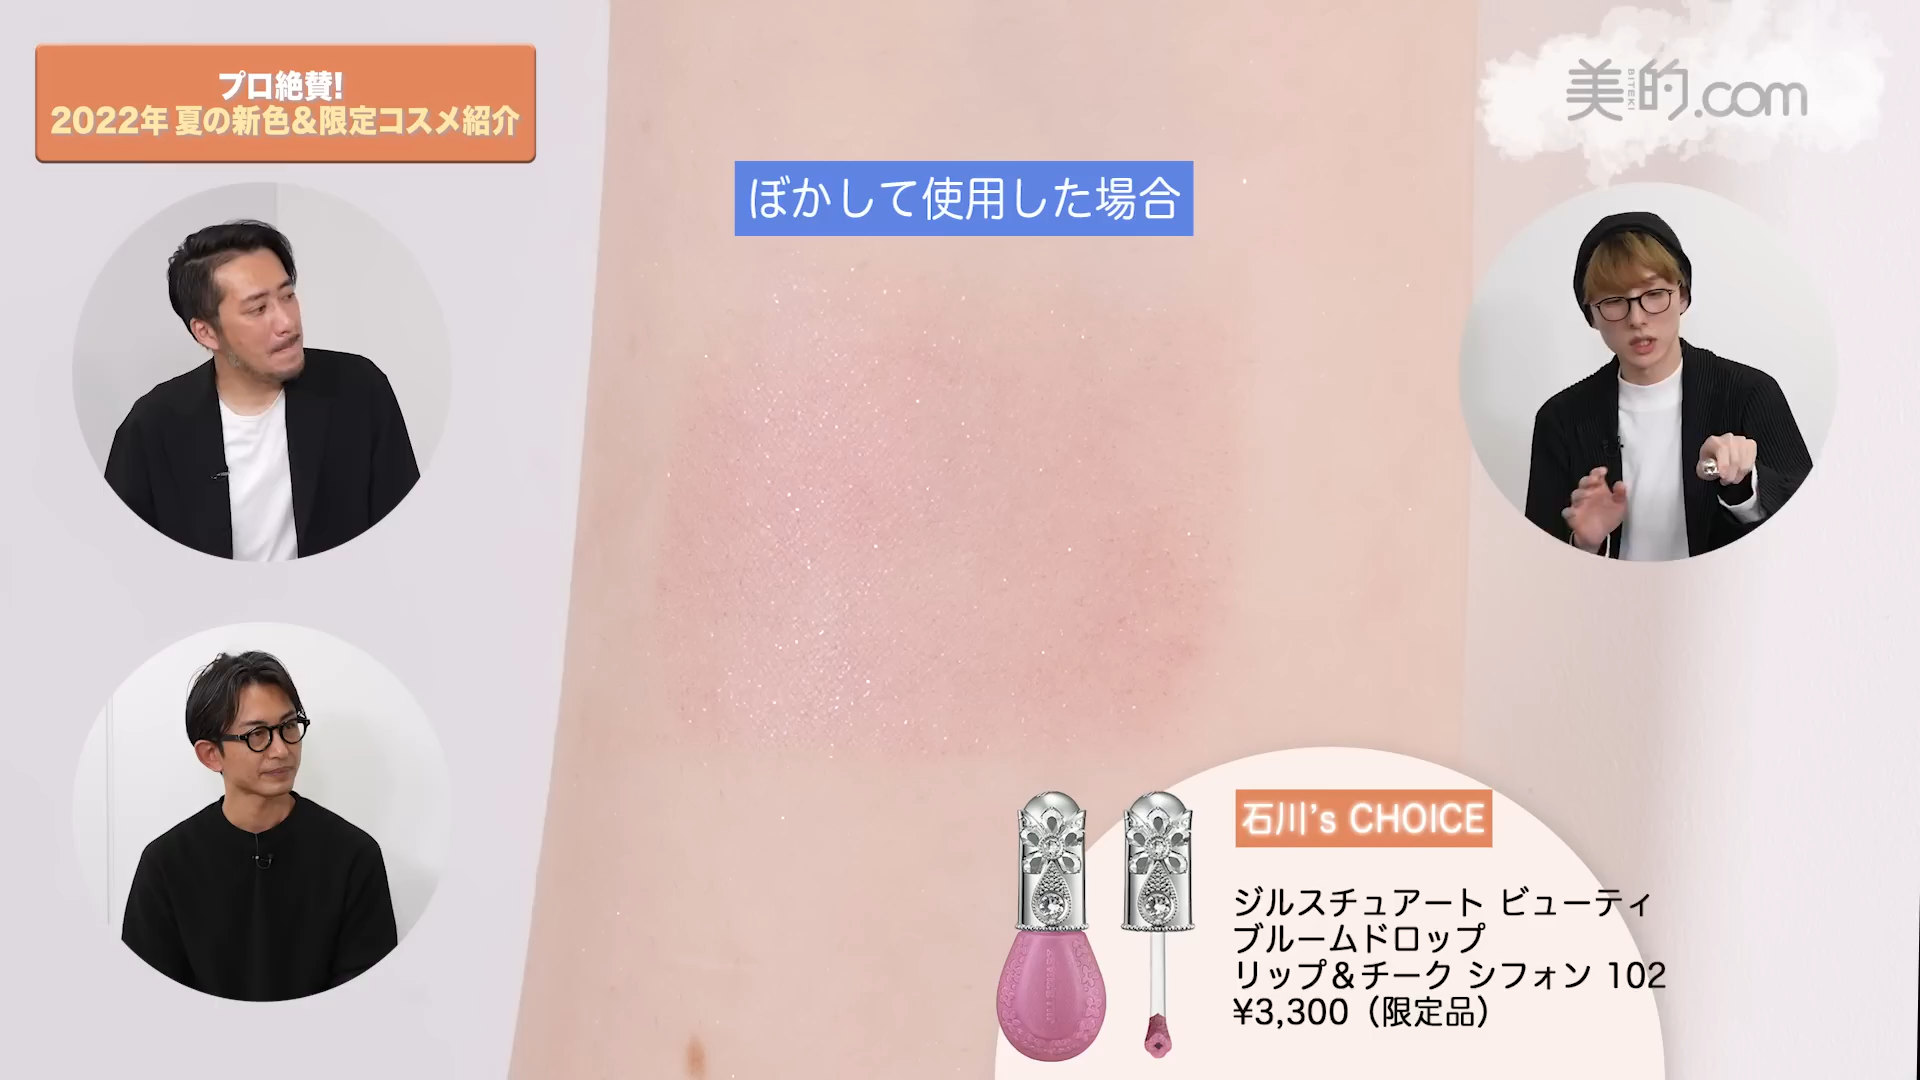 プロ絶賛!
2022年 夏の新色&限定コスメ紹介
美的.com
BITEKI
ぼかして使用した場合
石川's CHOICE
ジルスチュアート ビューティ
ブルームドロップ
リップ&チーク シフォン 102
¥3,300（限定品）